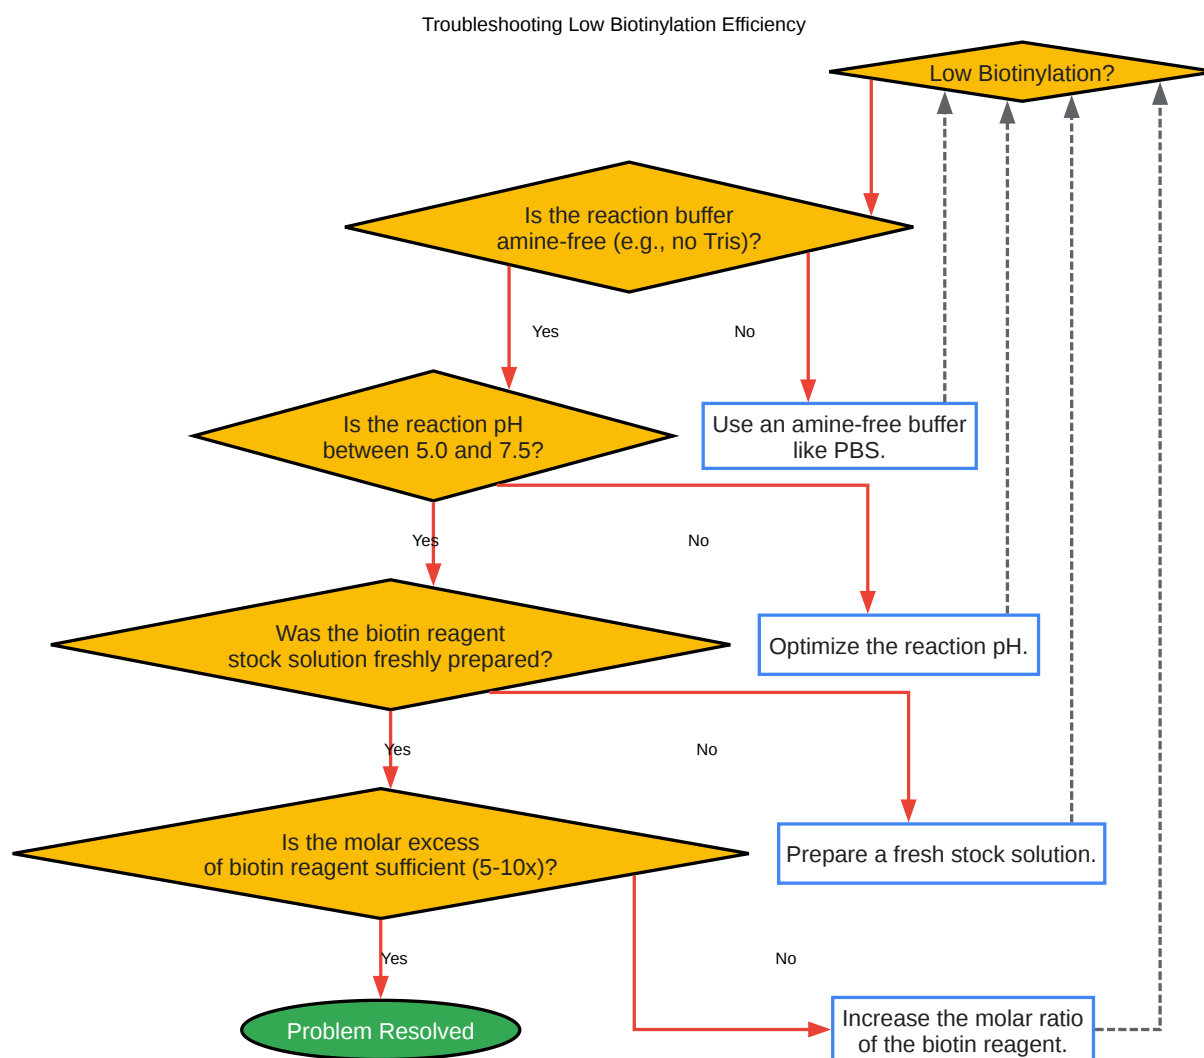 Troubleshooting Low Biotinylation Efficiency
Low Biotinylation?
Is the reaction buffer
amine-free (e.g., no Tris)?
Yes
No
Is the reaction pH
between 5.0 and 7.5?
Use an amine-free buffer
like PBS.
Yes
No
Was the biotin reagent
stock solution freshly prepared?
Optimize the reaction pH.
Yes
No
Is the molar excess
of biotin reagent sufficient (5-10x)?
Prepare a fresh stock solution.
Yes
No
Problem Resolved
Increase the molar ratio
of the biotin reagent.